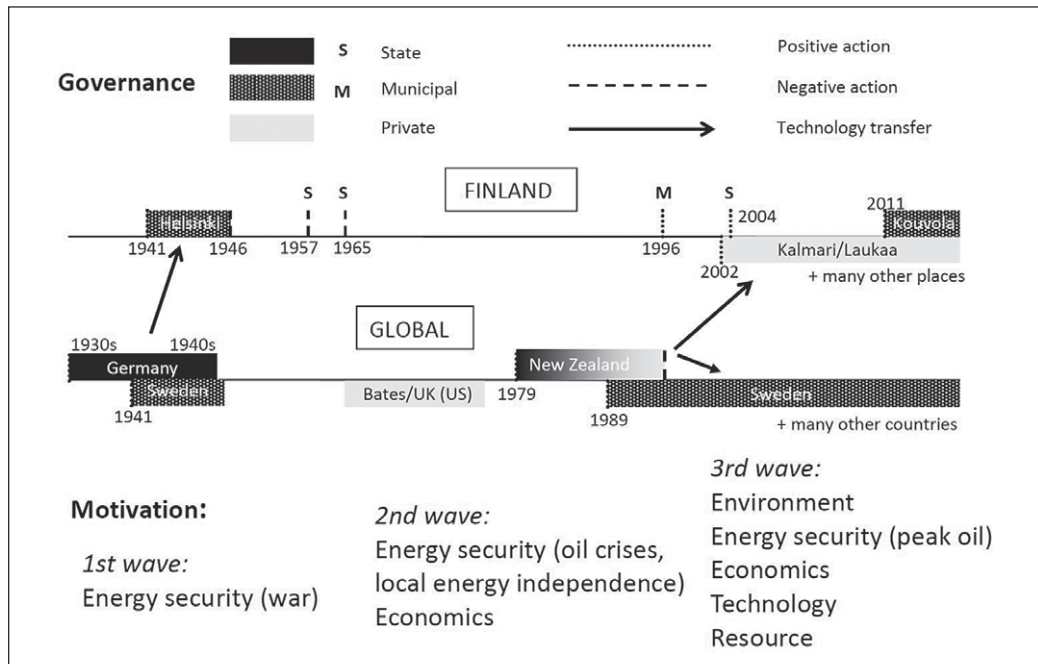 Governance
S State
M Municipal
Private
Positive action
Negative action
Technology transfer
FINLAND
S S M S
Helsinki
2004
2011
Kouvola
1941 1946 1957 1965 1996
2002
Kalmari/Laukaa
+ many other places
GLOBAL
1930s 1940s
Germany
New Zealand
Sweden
Bates/UK (US)
Sweden
1941
1979
1989
+ many other countries
Motivation:
1st wave:
Energy security (war)
2nd wave:
Energy security (oil crises,
local energy independence)
Economics
3rd wave:
Environment
Energy security (peak oil)
Economics
Technology
Resource